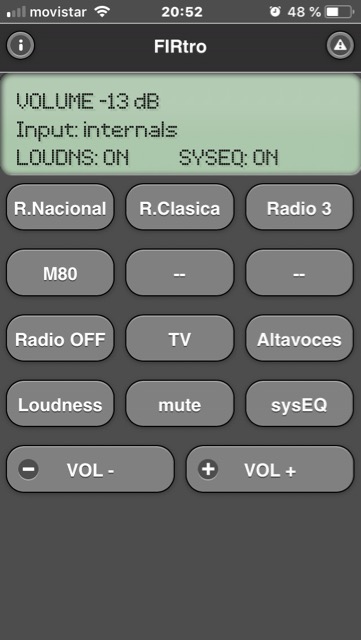 movistar 20:52 48 %
FIRtro
VOLUME -13 dB
Input: internals
LOUDNS: ON SYSEQ: ON
R.Nacional R.Clasica Radio 3
M80 -- --
Radio OFF TV Altavoces
Loudness mute sysEQ
VOL - VOL +